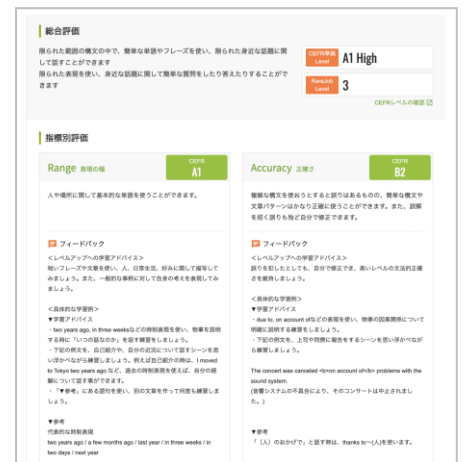 総合評価
限られた範囲の構文の中で、簡単な単語やフレーズを使い、限られた身近な話題に関
して話すことができます
限られた表現を使い、身近な話題に関して簡単な質問をしたり答えたりすることがで
きます
CEFR準拠
Level
A1 High
RareJob
Level
3
CEFRレベルの確認
指標別評価
Range 表現の幅
CEFR
A1
人や場所に関して基本的な単語を使うことができます。
フィードバック
<レベルアップへの学習アドバイス>
短いフレーズや文章を使い、人、日常生活、好みに関して描写して
みましょう。また、一般的な事柄に対して自身の考えを表現してみ
ましょう。
<具体的な学習例>
▼学習アドバイス
・two years ago, in three weeksなどの時制表現を使い、物事を説明
する時に「いつの話なのか」を話す練習をしましょう。
・下記の例文を、自己紹介や、自分の近況について話すシーンを思
い浮かべながら練習しましょう。例えば自己紹介の時は、I moved
to Tokyo two years ago.など、過去の時制表現を使えば、自分の経
験について話す事ができます。
・「▼参考」にある語句を使い、別の文章を作って何度も練習しま
しょう。
▼参考
代表的な時制表現
two years ago / a few months ago / last year / in three weeks / in
two days / next year
Accuracy 正確さ
CEFR
B2
複雑な構文を使おうとすると誤りはあるものの、簡単な構文や
文章パターンはかなり正確に使うことができます。また、誤解
を招く誤りも殆ど自分で修正できます。
フィードバック
<レベルアップへの学習アドバイス>
誤りを犯したとしても、自分で修正でき、高いレベルの文法的正確
さを維持しましょう。
<具体的な学習例>
▼学習アドバイス
・due to, on account ofなどの表現を使い、物事の因果関係について
明確に説明する練習をしましょう。
・下記の例文を、上司や同僚に報告をするシーンを思い浮かべなが
ら練習しましょう。
The concert was canceled <b>on account of</b> problems with the
sound system.
(音響システムの不具合により、そのコンサートは中止されまし
た。)
▼参考
「（人）のおかげで」と話す時は、thanks to〜(人)を使います。